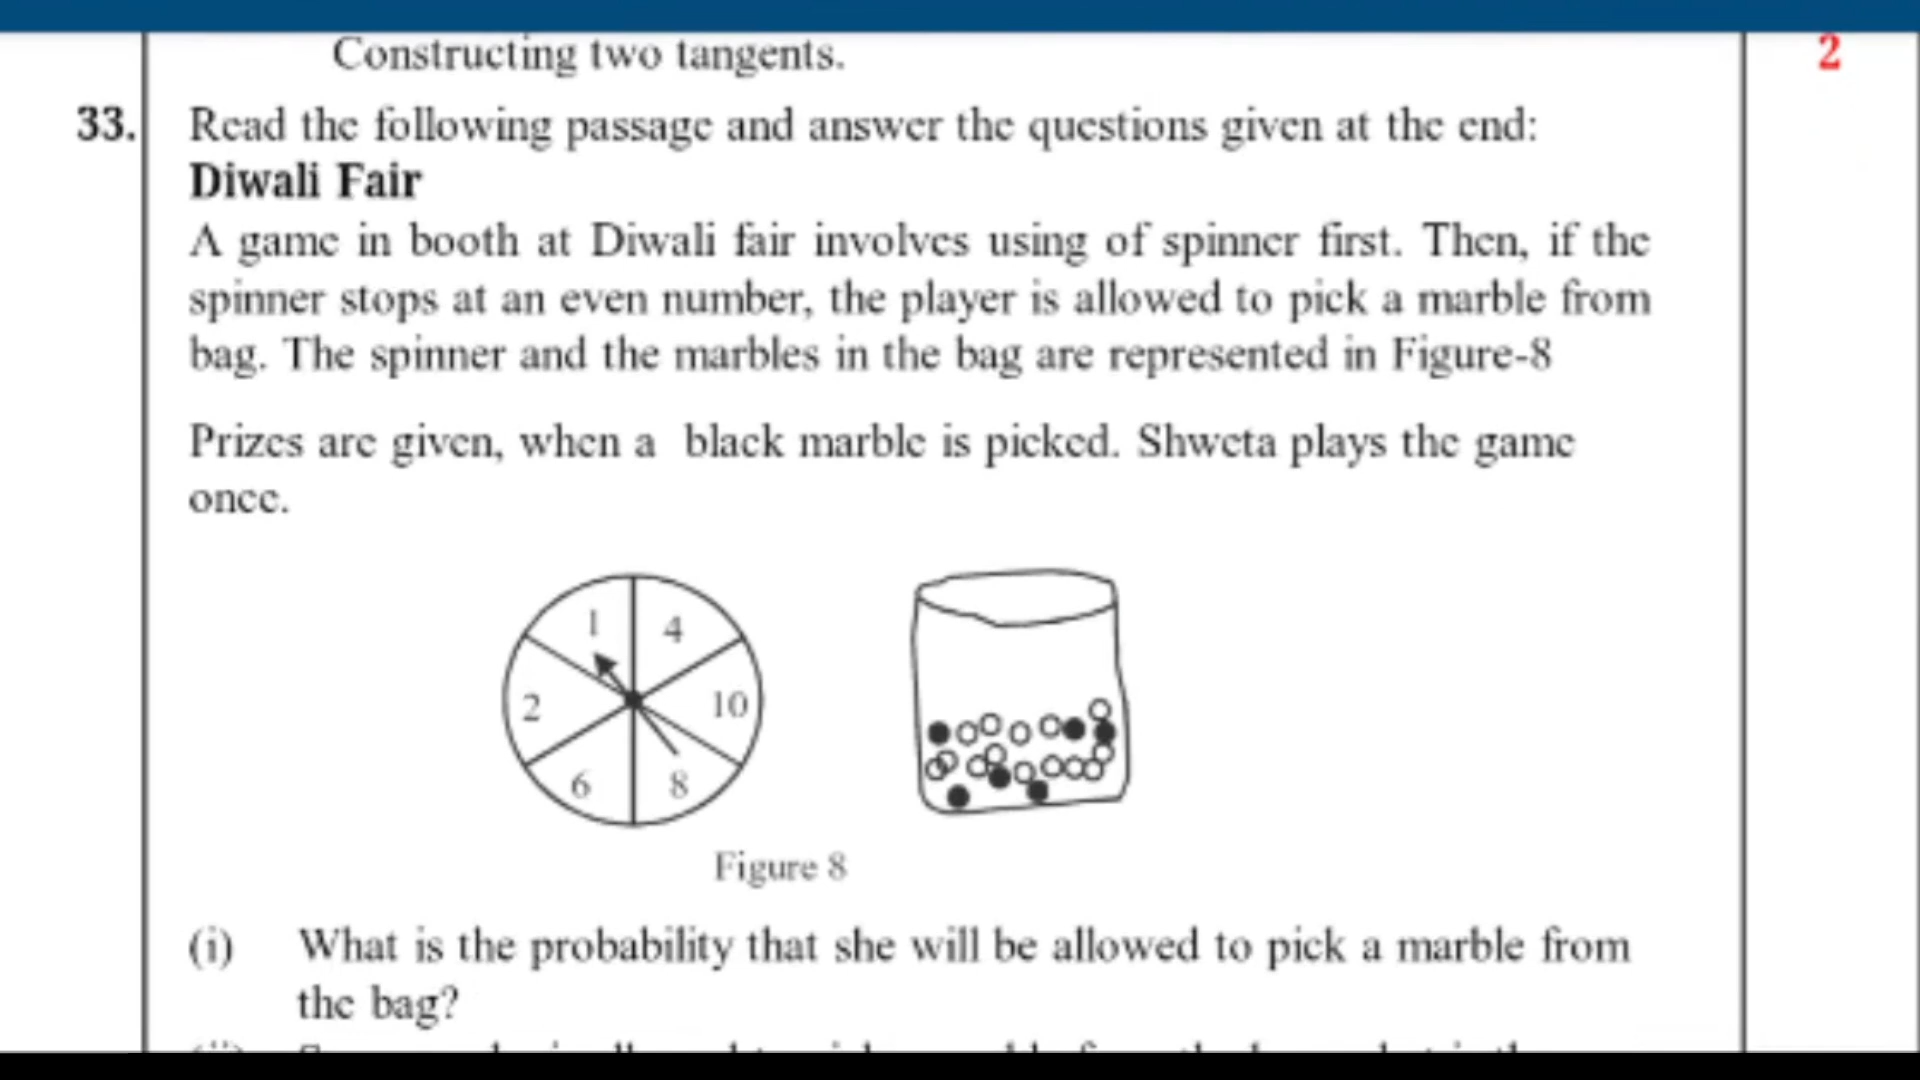 Constructing two tangents.
2
33. Read the following passage and answer the questions given at the end:
Diwali Fair
A game in booth at Diwali fair involves using of spinner first. Then, if the
spinner stops at an even number, the player is allowed to pick a marble from
bag. The spinner and the marbles in the bag are represented in Figure-8
Prizes are given, when a black marble is picked. Shweta plays the game
once.
1 4
2 10
6 8
Figure 8
(i) What is the probability that she will be allowed to pick a marble from
the bag?